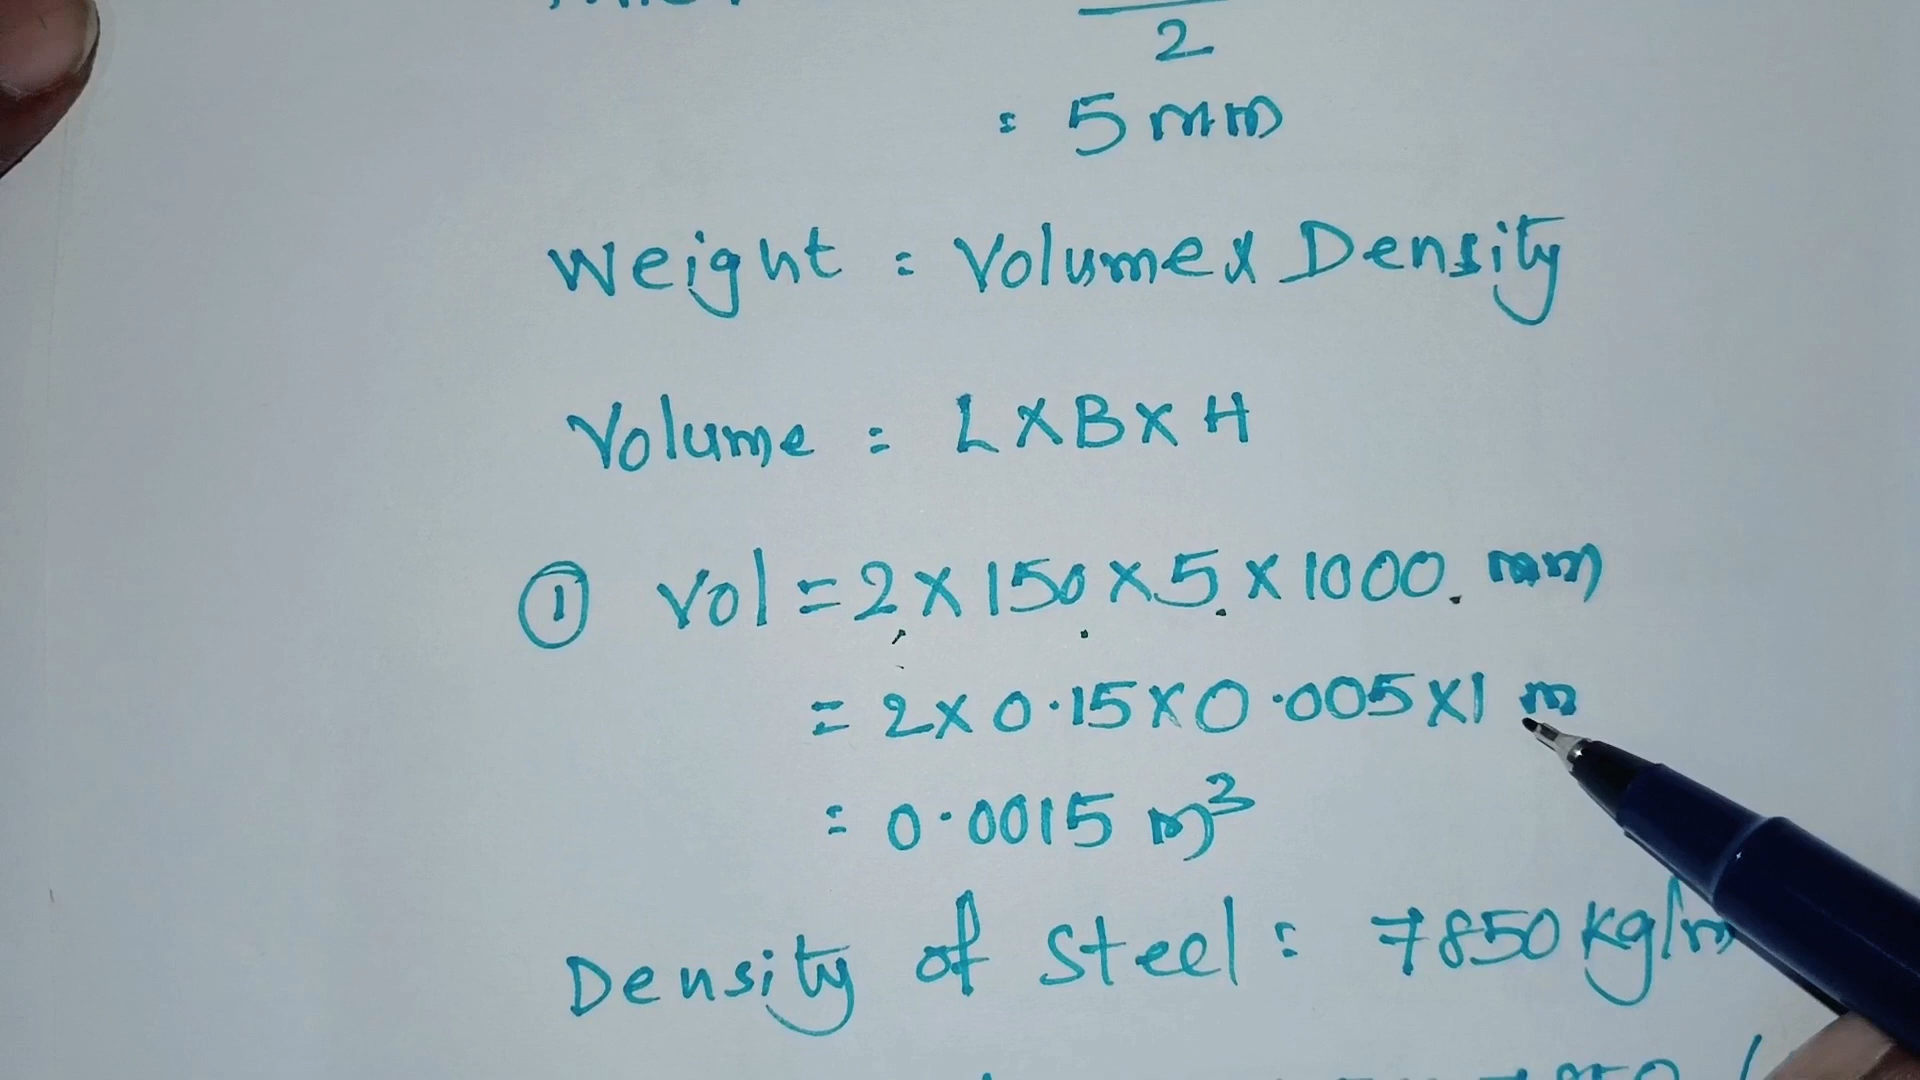 2
= 5 mm
Weight = Volume x Density
Volume = L X B X H
① Vol = 2 X 150 X 5 X 1000 mm
= 2 X 0.15 X 0.005 X 1 m
= 0.0015 m³
Density of Steel = 7850 kg/m